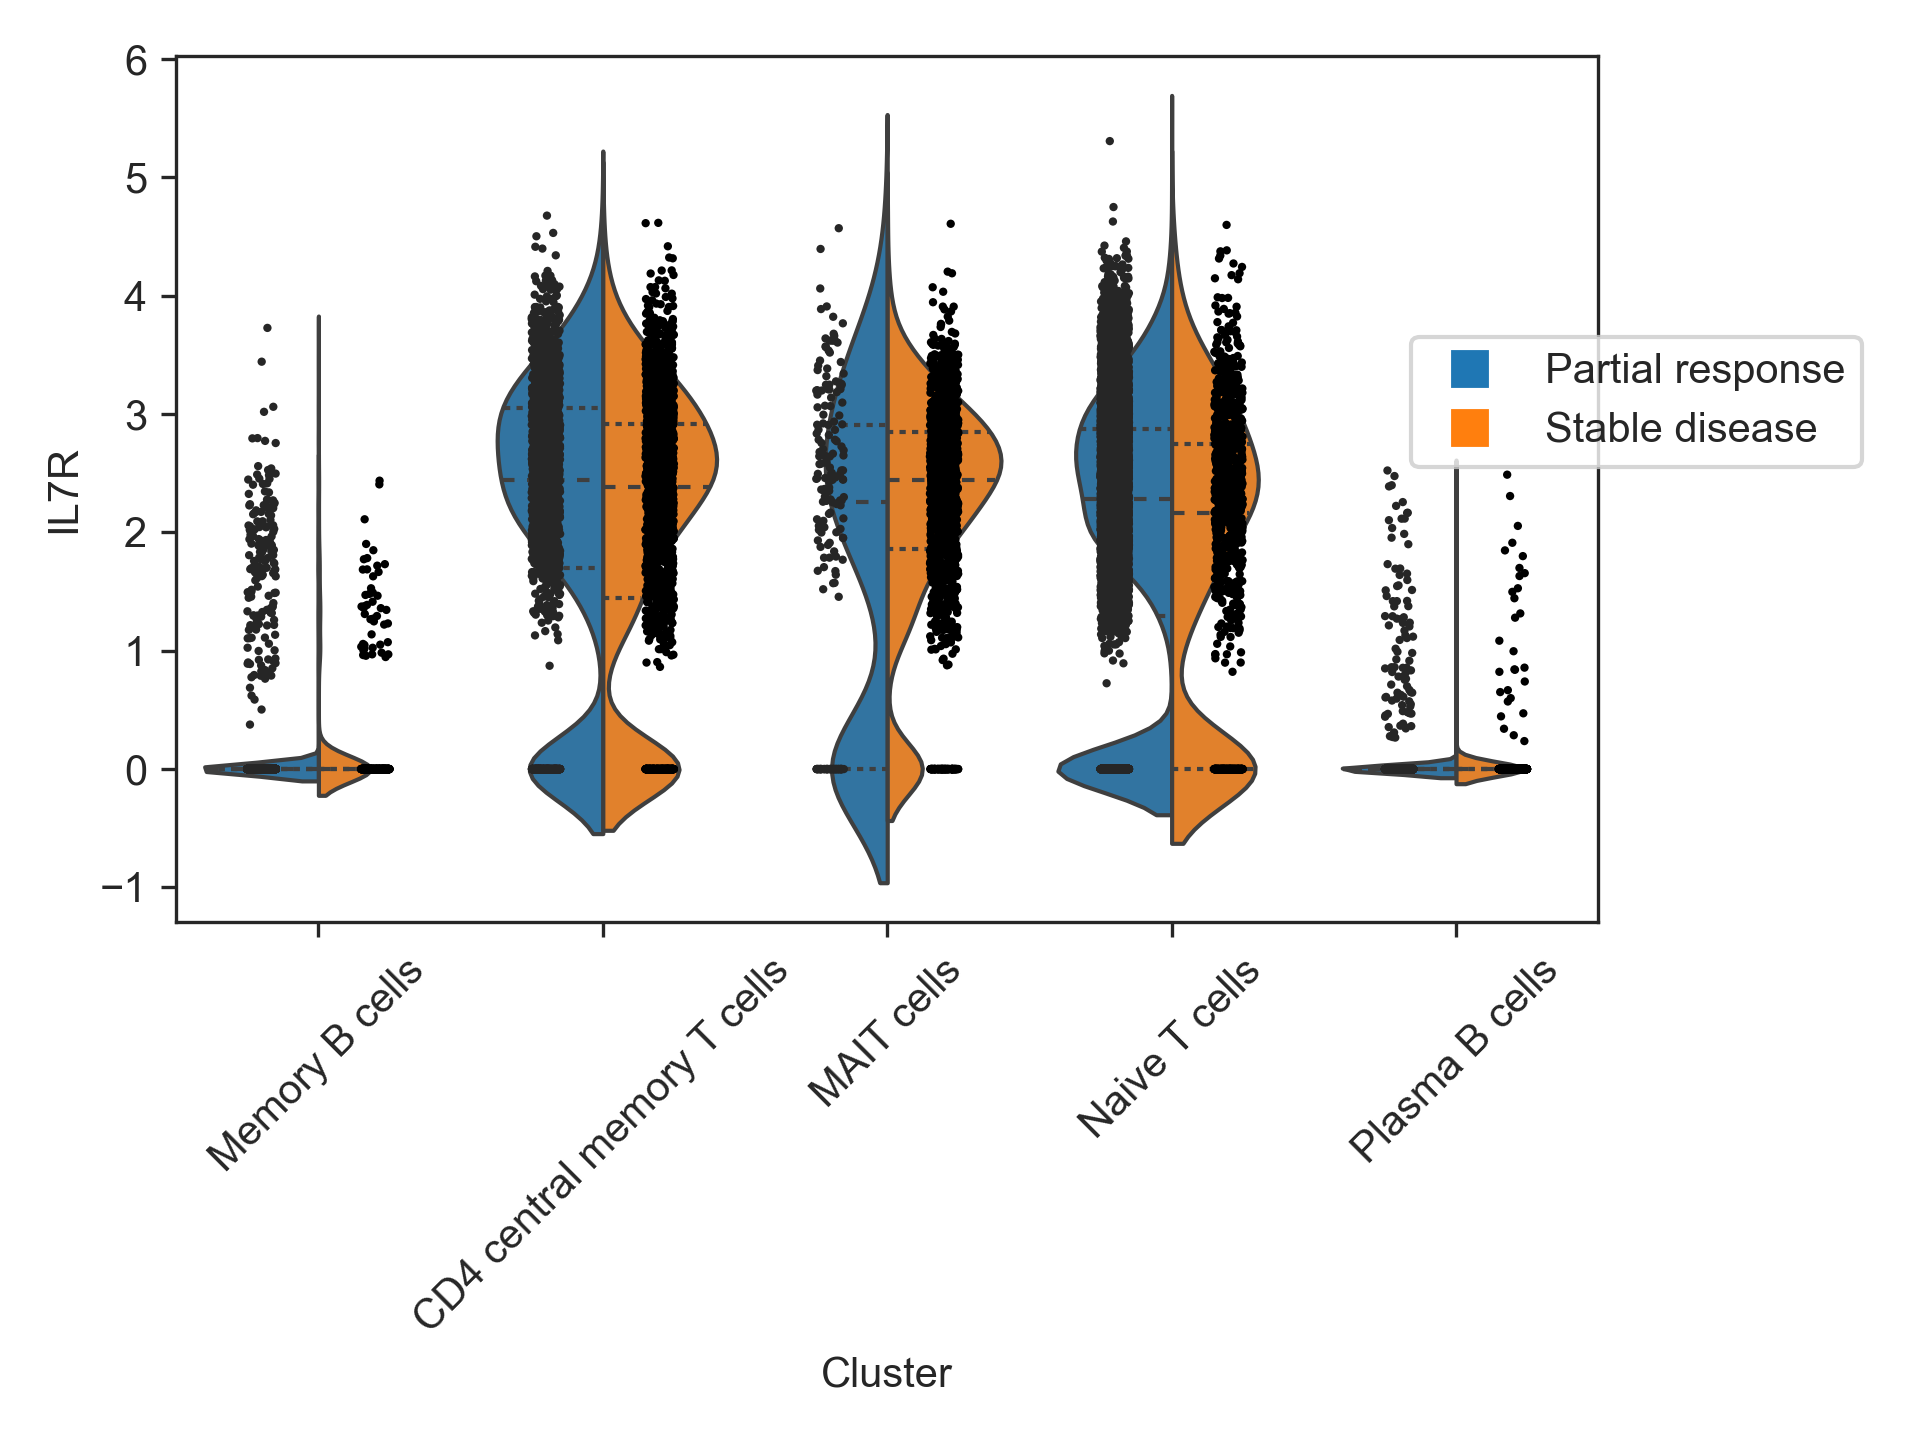 6
5
4
3
2
1
0
−1
IL7R
Partial response
Stable disease
Memory B cells
CD4 central memory T cells
MAIT cells
Naive T cells
Plasma B cells
Cluster